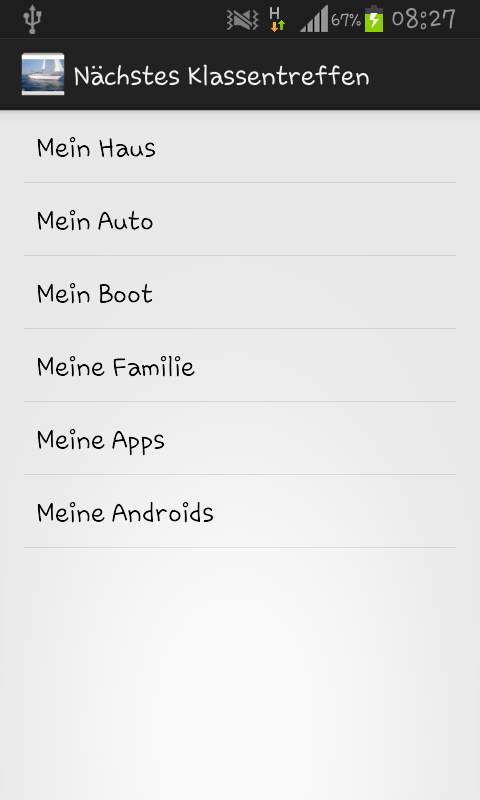 H 67% 08:27
Nächstes Klassentreffen
Mein Haus
Mein Auto
Mein Boot
Meine Familie
Meine Apps
Meine Androids